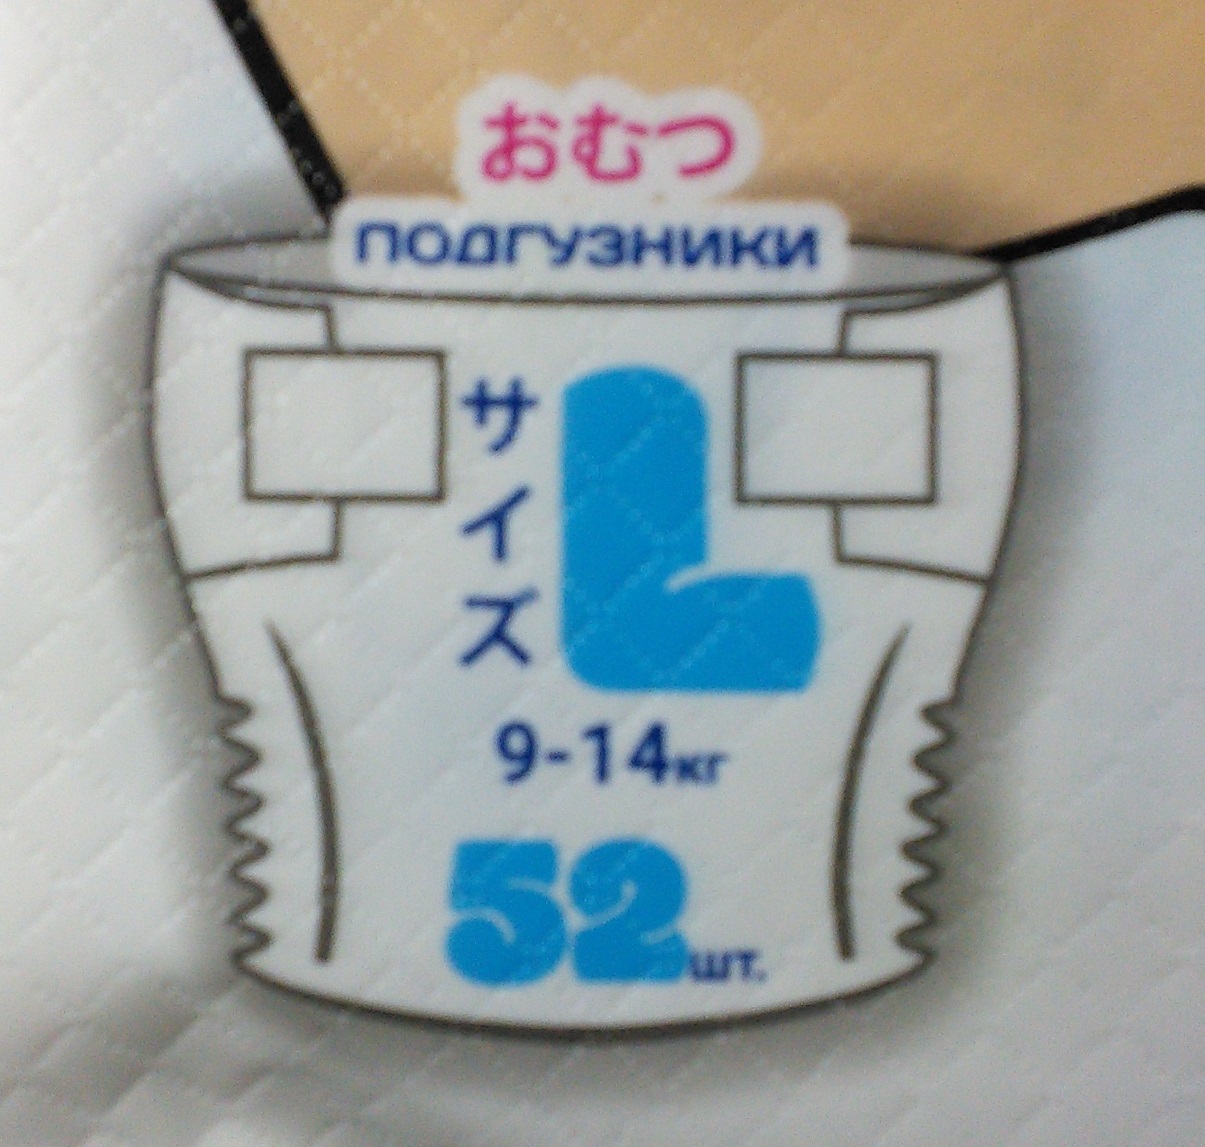 おむつ
ПОДГУЗНИКИ
サイズ
L
9-14кг
52шт.